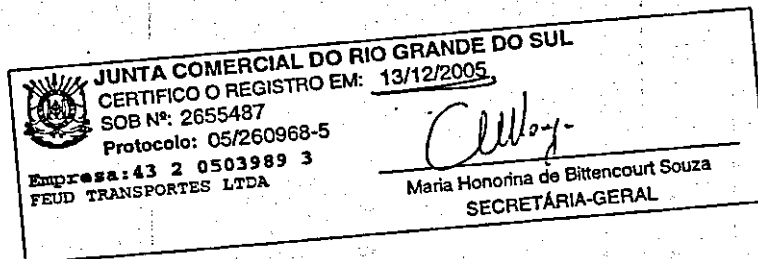 JUNTA COMERCIAL DO RIO GRANDE DO SUL
CERTIFICO O REGISTRO EM: 13/12/2005
SOB Nº: 2655487
Protocolo: 05/260968-5
Empresa:43 2 0503989 3
FEUD TRANSPORTES LTDA
Maria Honorina de Bittencourt Souza
SECRETÁRIA-GERAL